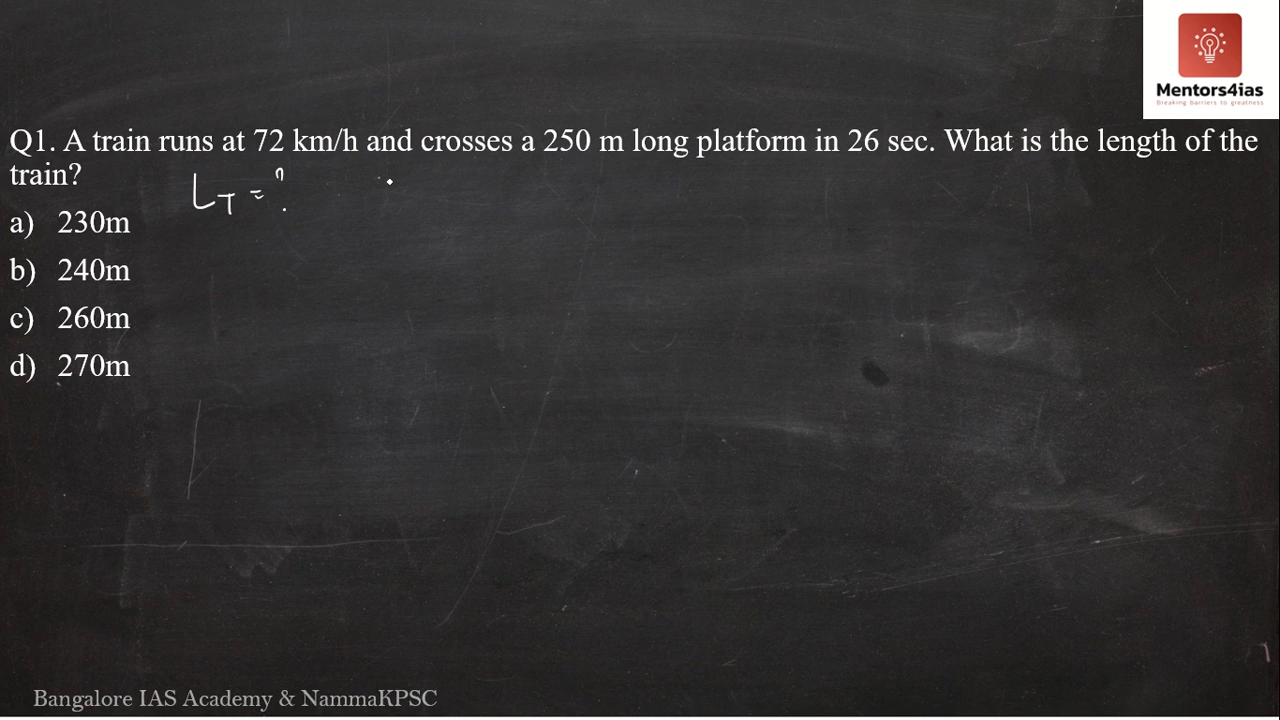 Mentors4ias
Breaking barriers to greatness
Q1. A train runs at 72 km/h and crosses a 250 m long platform in 26 sec. What is the length of the
train?
L_T = ?
a) 230m
b) 240m
c) 260m
d) 270m
Bangalore IAS Academy & NammaKPSC